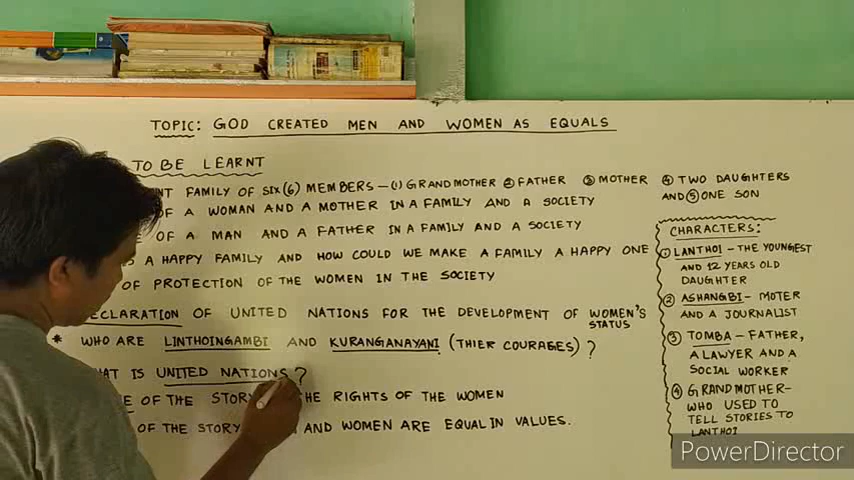 TOPIC: GOD CREATED MEN AND WOMEN AS EQUALS
TO BE LEARNT
FAMILY OF SIX(6) MEMBERS-(1) GRANDMOTHER ② FATHER ③ MOTHER ④ TWO DAUGHTERS
AND ⑤ ONE SON
OF A WOMAN AND A MOTHER IN A FAMILY AND A SOCIETY
OF A MAN AND A FATHER IN A FAMILY AND A SOCIETY
A HAPPY FAMILY AND HOW COULD WE MAKE A FAMILY A HAPPY ONE
OF PROTECTION OF THE WOMEN IN THE SOCIETY
DECLARATION OF UNITED NATIONS FOR THE DEVELOPMENT OF WOMEN'S
STATUS
* WHO ARE LINTHOINGAMBI AND KURANGANAYANI (THIER COURAGES)?
IS UNITED NATIONS?
OF THE STORY THE RIGHTS OF THE WOMEN
OF THE STORY AND WOMEN ARE EQUAL IN VALUES.
CHARACTERS:
① LANTHOI - THE YOUNGEST
AND 12 YEARS OLD
DAUGHTER
② ASHANGBI - MOTER
AND A JOURNALIST
③ TOMBA - FATHER,
A LAWYER AND A
SOCIAL WORKER
④ GRANDMOTHER-
WHO USED TO
TELL STORIES TO
LANTHOI
PowerDirector